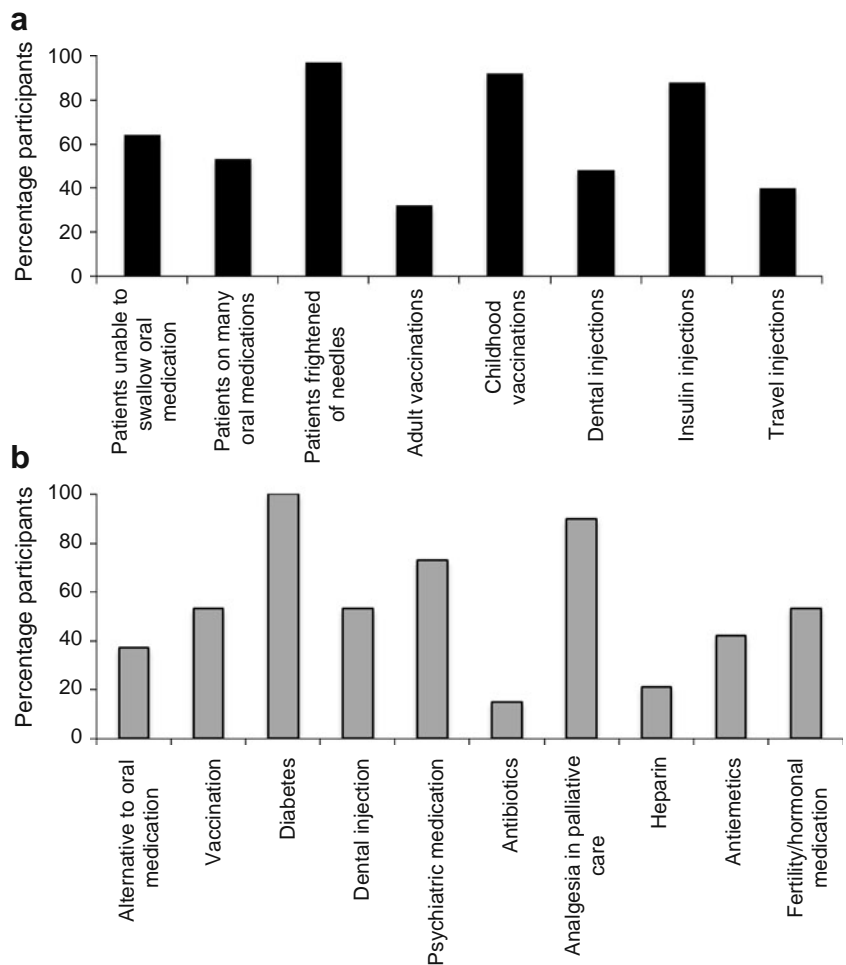 a
Percentage participants
100
80
60
40
20
0
Patients unable to
swallow oral
medication
Patients on many
oral medications
Patients frightened
of needles
Adult vaccinations
Childhood
vaccinations
Dental injections
Insulin injections
Travel injections
b
Percentage participants
100
80
60
40
20
0
Alternative to oral
medication
Vaccination
Diabetes
Dental injection
Psychiatric medication
Antibiotics
Analgesia in palliative
care
Heparin
Antiemetics
Fertility/hormonal
medication